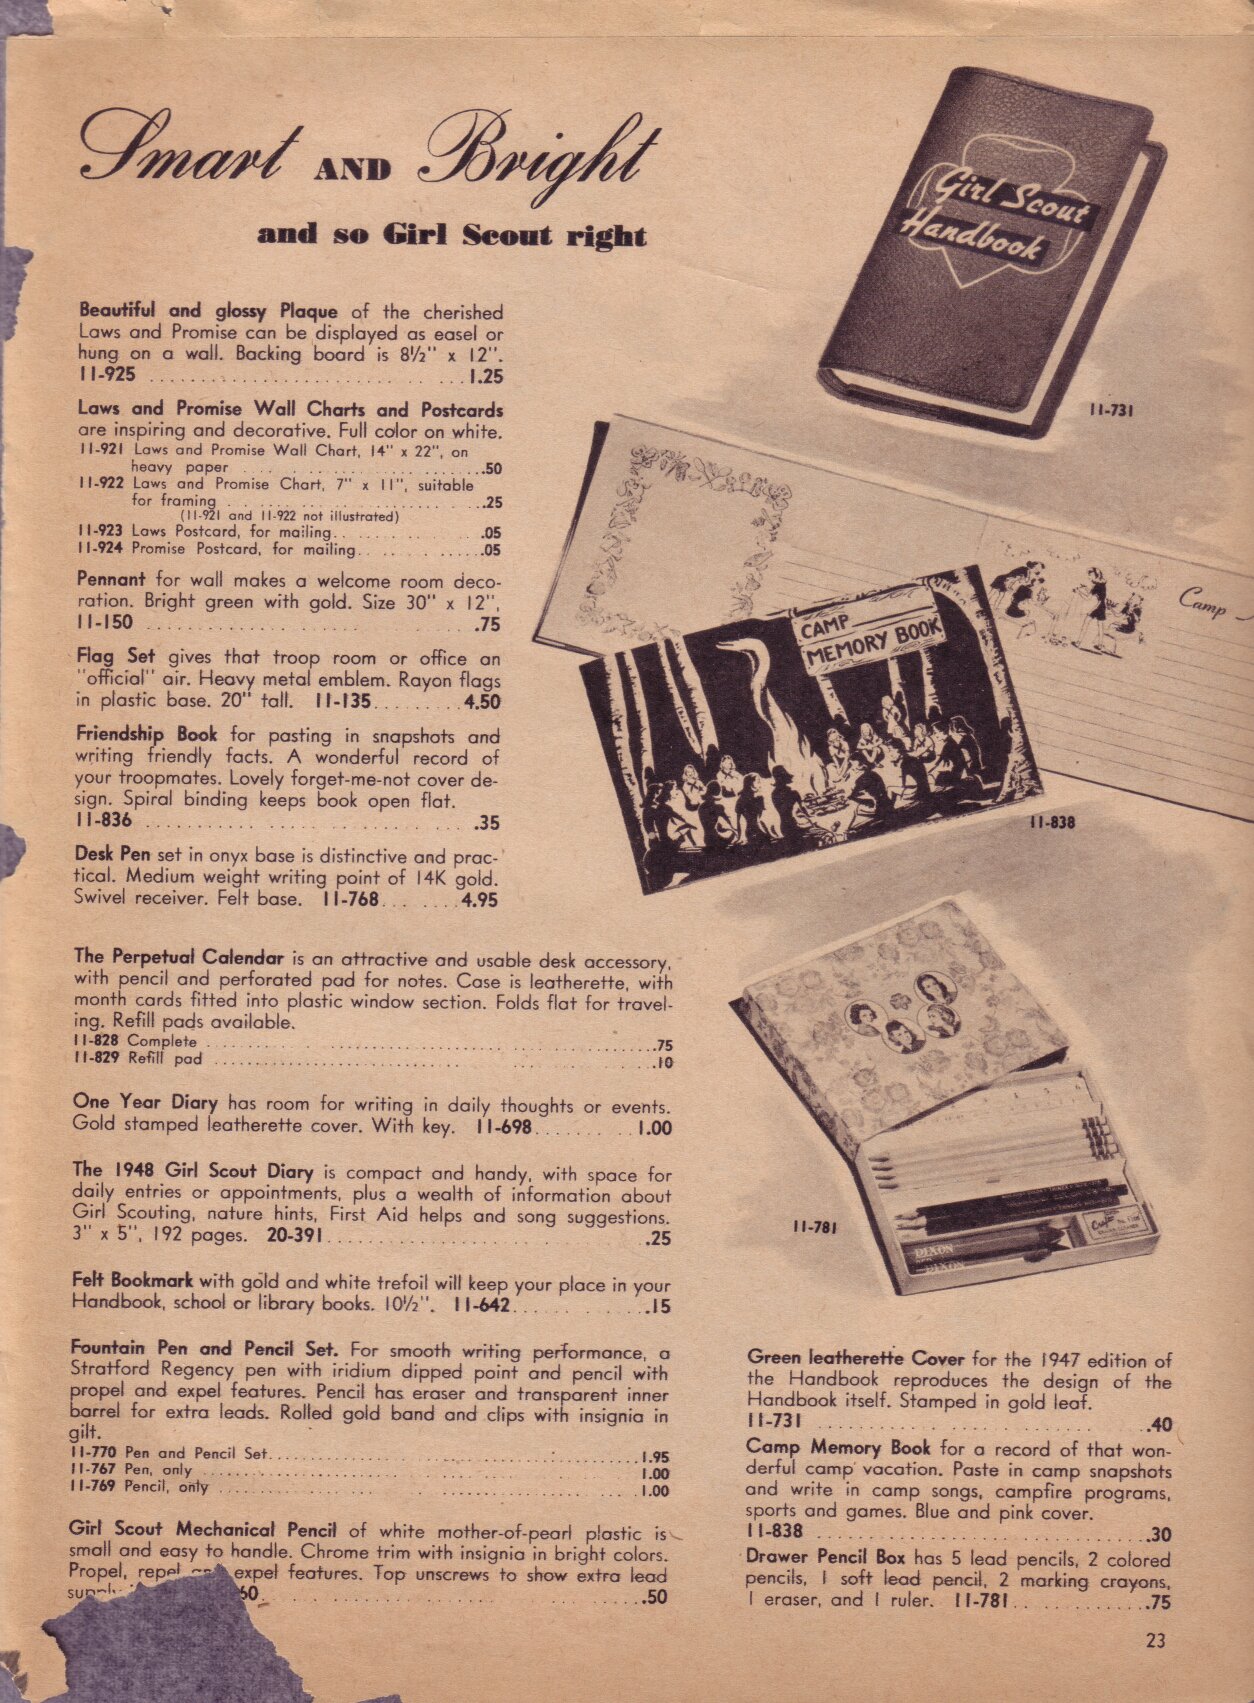 Smart AND Bright
and so Girl Scout right
Beautiful and glossy Plaque of the cherished
Laws and Promise can be displayed as easel or
hung on a wall. Backing board is 8½" x 12".
11-925 ........................ .. ... 1.25
Laws and Promise Wall Charts and Postcards
are inspiring and decorative. Full color on white.
11-921 Laws and Promise Wall Chart, 14" x 22", on
heavy paper .......................... .50
11-922 Laws and Promise Chart, 7" x 11", suitable
for framing .......................... .25
(11-921 and 11-922 not illustrated)
11-923 Laws Postcard, for mailing............ .05
11-924 Promise Postcard, for mailing............ .05
Pennant for wall makes a welcome room deco-
ration. Bright green with gold. Size 30" x 12",
11-150 .............................. .75
Flag Set gives that troop room or office an
"official" air. Heavy metal emblem. Rayon flags
in plastic base. 20" tall. 11-135......... 4.50
Friendship Book for pasting in snapshots and
writing friendly facts. A wonderful record of
your troopmates. Lovely forget-me-not cover de-
sign. Spiral binding keeps book open flat.
11-836 .............................. .35
Desk Pen set in onyx base is distinctive and prac-
tical. Medium weight writing point of 14K gold.
Swivel receiver. Felt base. 11-768........ 4.95
The Perpetual Calendar is an attractive and usable desk accessory,
with pencil and perforated pad for notes. Case is leatherette, with
month cards fitted into plastic window section. Folds flat for travel-
ing. Refill pads available.
11-828 Complete ............................................. .75
11-829 Refill pad ............................................. .10
One Year Diary has room for writing in daily thoughts or events.
Gold stamped leatherette cover. With key. 11-698.......... 1.00
The 1948 Girl Scout Diary is compact and handy, with space for
daily entries or appointments, plus a wealth of information about
Girl Scouting, nature hints, First Aid helps and song suggestions.
3" x 5", 192 pages. 20-391.............................. .25
Felt Bookmark with gold and white trefoil will keep your place in your
Handbook, school or library books. 10½". 11-642............ .15
Fountain Pen and Pencil Set. For smooth writing performance, a
Stratford Regency pen with iridium dipped point and pencil with
propel and expel features. Pencil has eraser and transparent inner
barrel for extra leads. Rolled gold band and clips with insignia in
gilt.
11-770 Pen and Pencil Set.................................... 1.95
11-767 Pen, only ............................................. 1.00
11-769 Pencil, only .......................................... 1.00
Girl Scout Mechanical Pencil of white mother-of-pearl plastic is
small and easy to handle. Chrome trim with insignia in bright colors.
Propel, repel expel features. Top unscrews to show extra lead
60.................................... .50
Girl Scout
Handbook
11-731
Camp
CAMP
MEMORY BOOK
11-838
DIXON
DIXON
11-781
Green leatherette Cover for the 1947 edition of
the Handbook reproduces the design of the
Handbook itself. Stamped in gold leaf.
11-731 .............................. .40
Camp Memory Book for a record of that won-
derful camp vacation. Paste in camp snapshots
and write in camp songs, campfire programs,
sports and games. Blue and pink cover.
11-838 .............................. .30
Drawer Pencil Box has 5 lead pencils, 2 colored
pencils, 1 soft lead pencil, 2 marking crayons,
1 eraser, and 1 ruler. 11-781............ .75
23